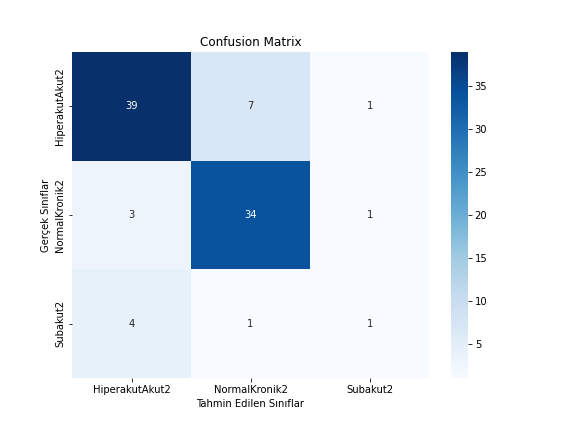 Confusion Matrix
HiperakutAkut2
NormalKronik2
Subakut2
Gerçek Sınıflar
39 7 1
3 34 1
4 1 1
HiperakutAkut2 NormalKronik2 Subakut2
Tahmin Edilen Sınıflar
35
30
25
20
15
10
5